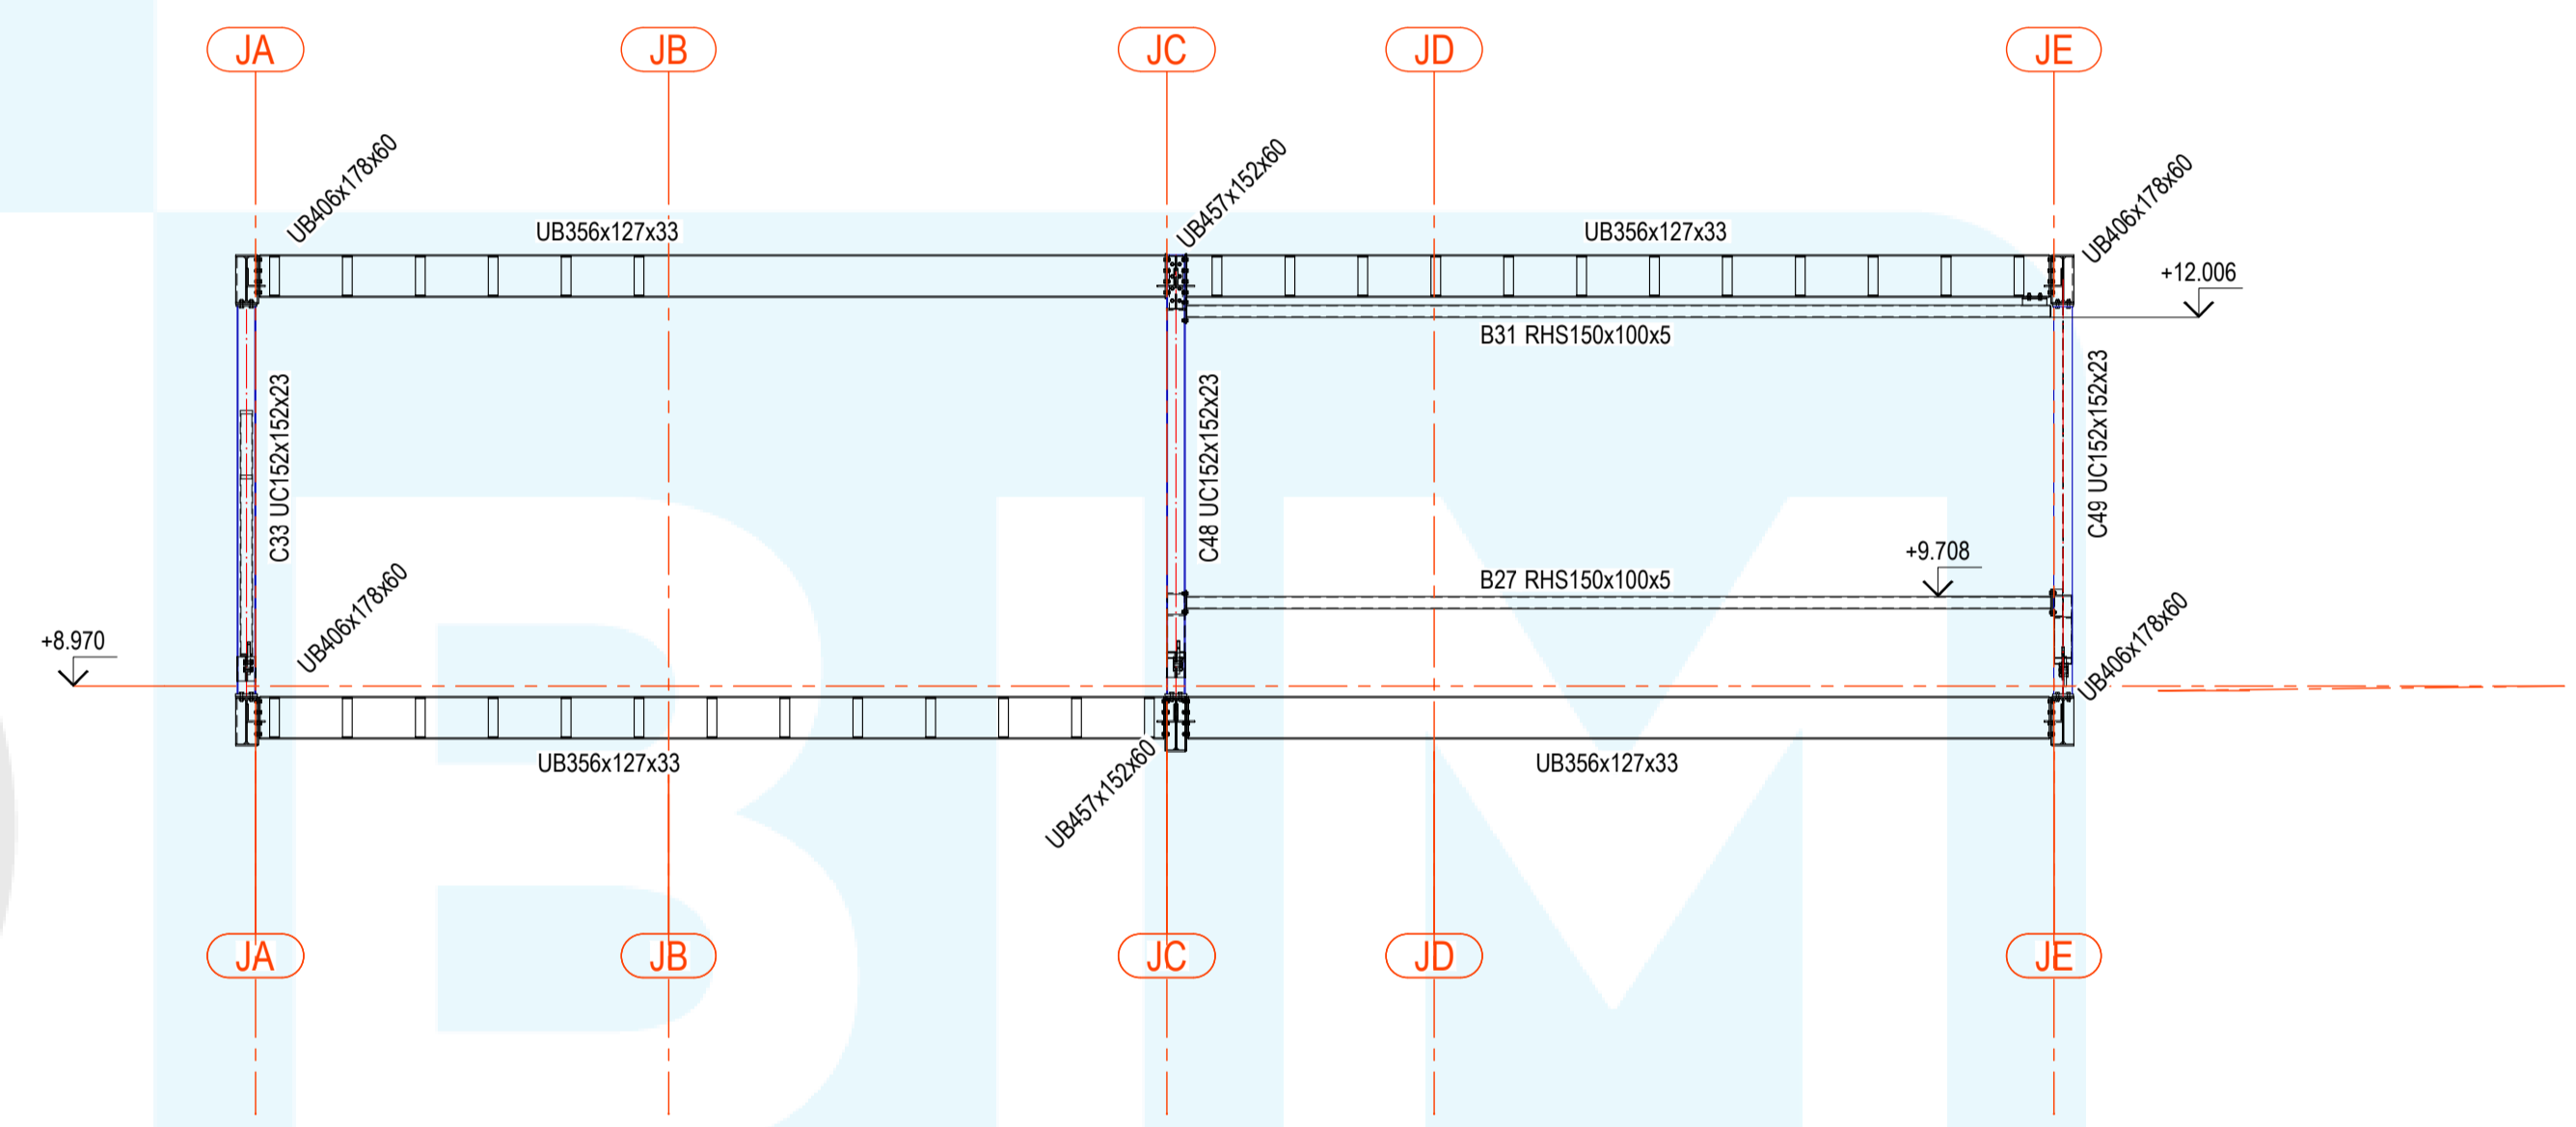 JA
JB
JC
JD
JE
UB406x178x60
UB356x127x33
UB457x152x60
UB356x127x33
UB406x178x60
+12.006
B31 RHS150x100x5
C33 UC152x152x23
C48 UC152x152x23
C49 UC152x152x23
+9.708
B27 RHS150x100x5
UB406x178x60
+8.970
UB406x178x60
UB356x127x33
UB457x152x60
UB356x127x33
JA
JB
JC
JD
JE
BIM